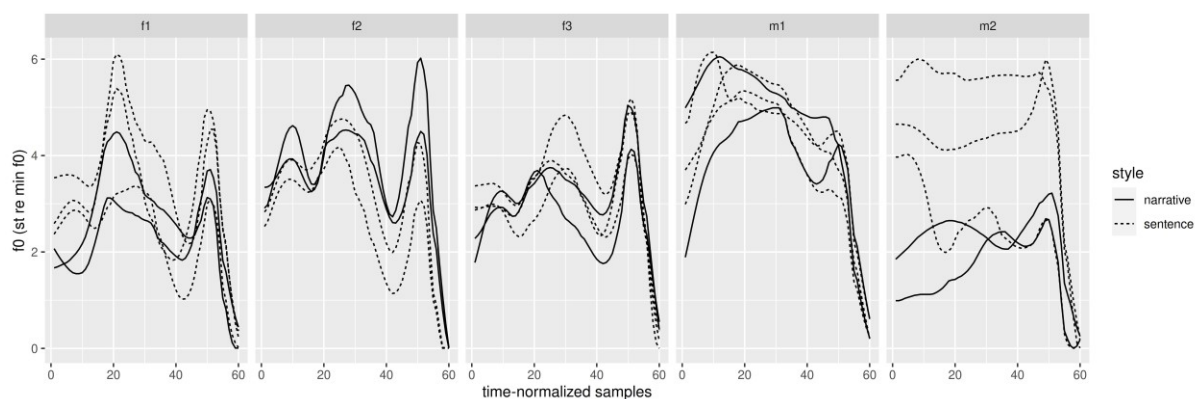 f1 f2 f3 m1 m2
6
4
2
0
f0 (st re min f0)
0 20 40 60 0 20 40 60 0 20 40 60 0 20 40 60 0 20 40 60
time-normalized samples
style
narrative
sentence